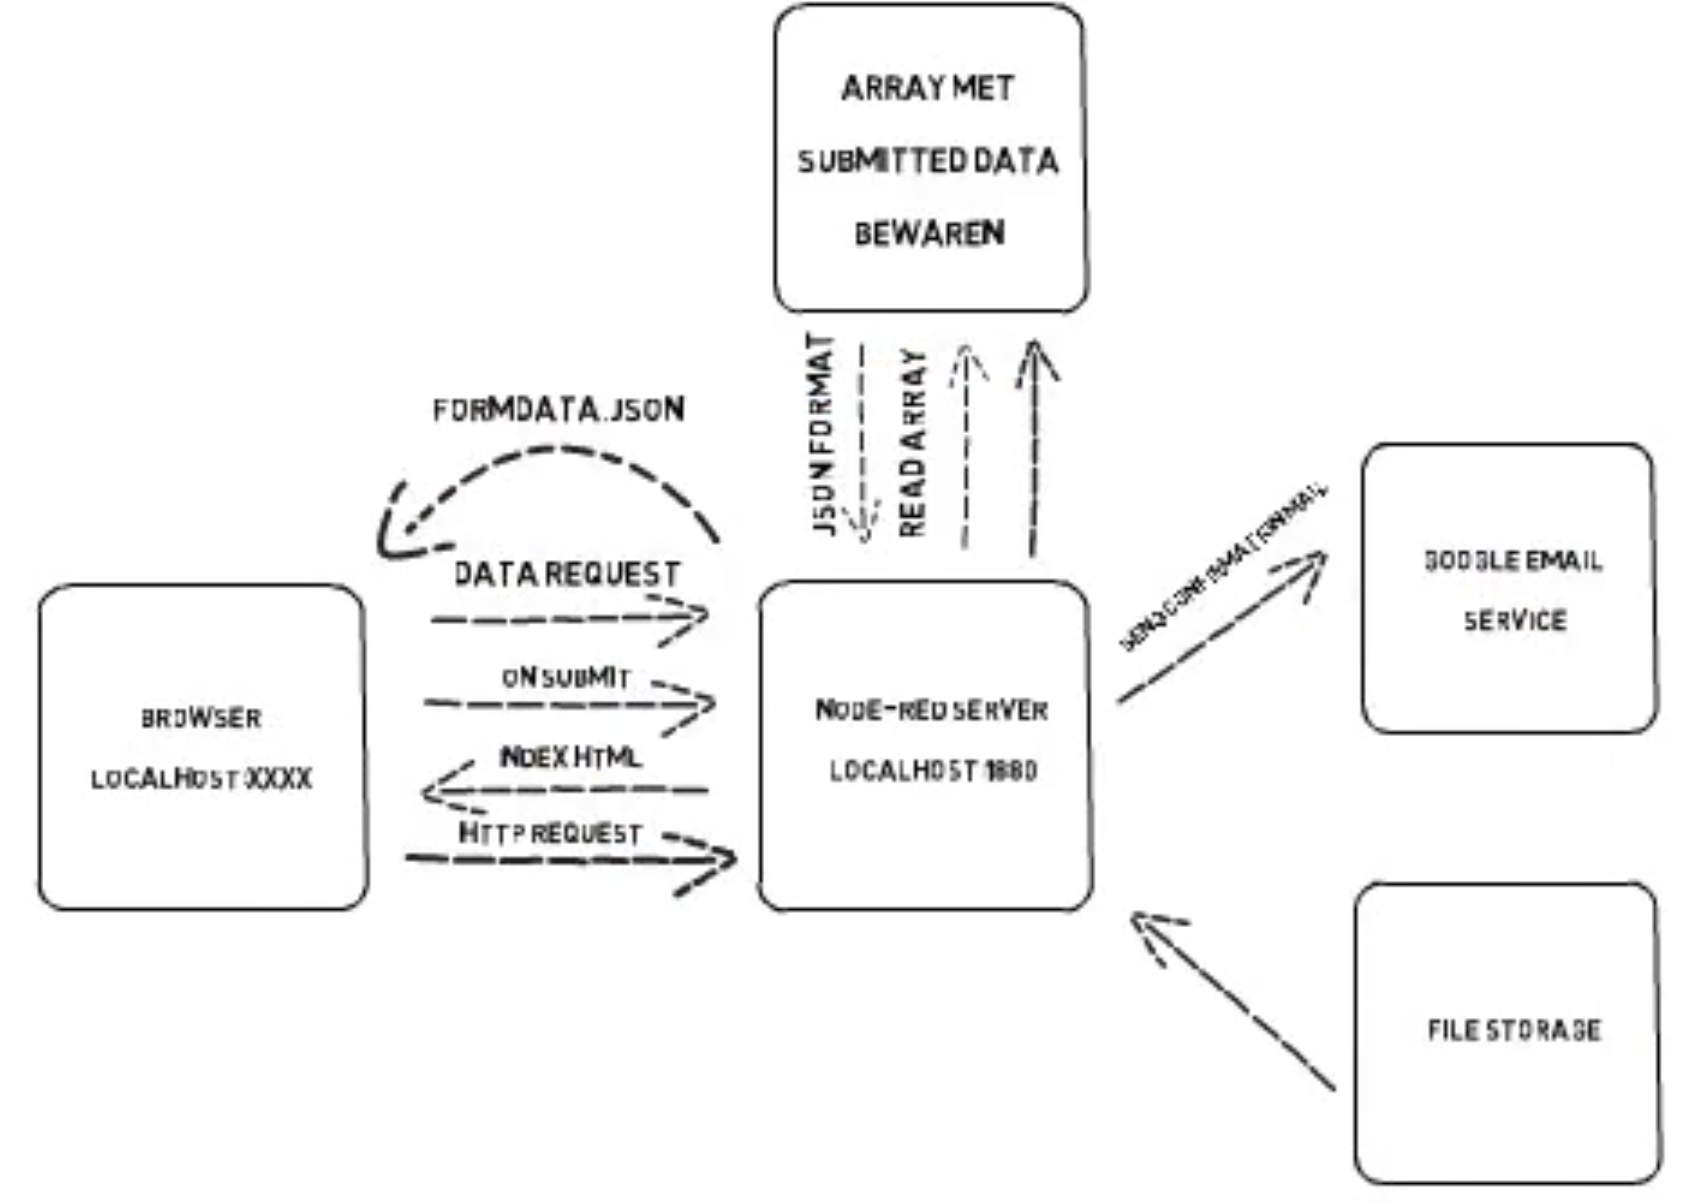 ARRAY MET
SUBMITTED DATA
BEWAREN
JSON FORMAT
READ ARRAY
FORMDATA.JSON
DATA REQUEST
ON SUBMIT
INDEX HTML
HTTP REQUEST
BROWSER
LOCALHOST:XXXX
NODE-RED SERVER
LOCALHOST 1880
SEND CONFIRMATION MAIL
GOOGLE EMAIL
SERVICE
FILE STORAGE